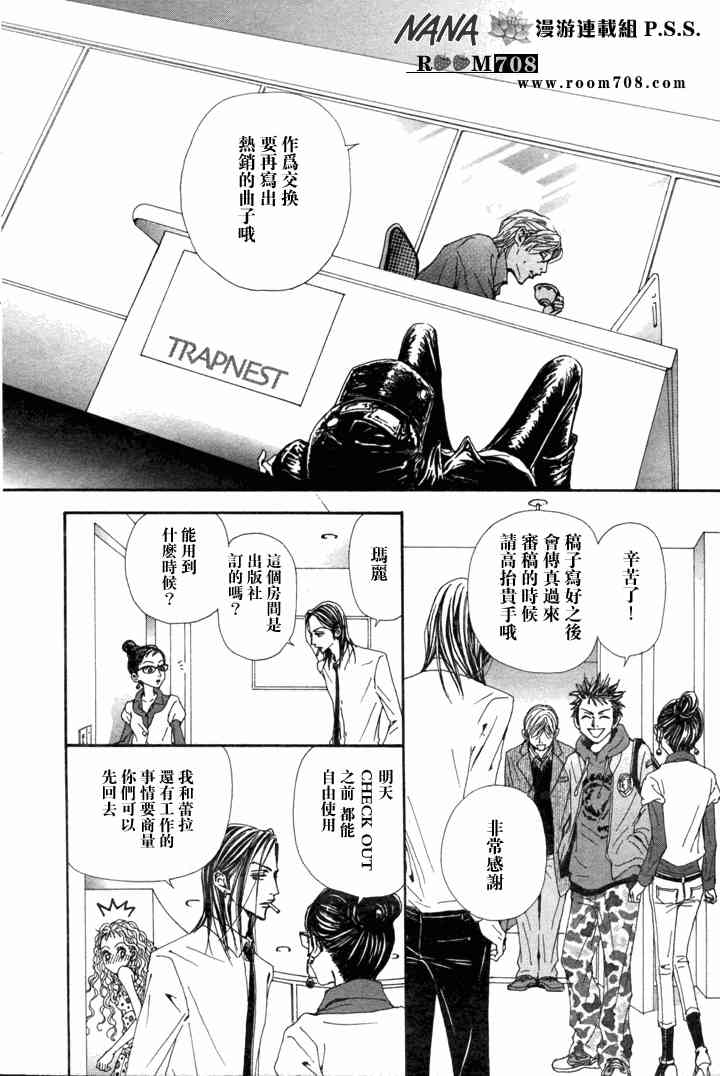 NANA 漫游連載組 P.S.S.
ROOM 708
www.room708.com
作爲交換
要再寫出
熱銷的曲子哦
TRAPNEST
辛苦了!
稿子寫好之後
會傳真過來
審稿的時候
請高抬貴手哦
非常感謝
瑪麗
這個房間是
出版社
訂的嗎?
能用到
什麼時候?
明天
CHECK OUT
之前 都能
自由使用
我和蕾拉
還有工作的
事情要商量
你們可以
先回去